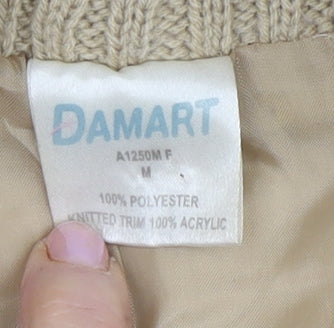 DAMART
A1250M F
M
100% POLYESTER
KNITTED TRIM 100% ACRYLIC